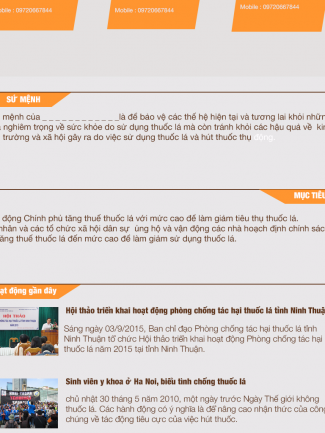 Mobile : 09720667844
Mobile : 09720667844
Mobile : 09720667844
SỨ MỆNH
mệnh của _ _ _ _ _ _ _ _ _ _ _ _là để bảo vệ các thế hệ hiện tại và tương lai khỏi
nghiêm trọng về sức khỏe do sử dụng thuốc lá mà còn tránh khỏi các hậu quả về
trường và xã hội gây ra do việc sử dụng thuốc lá và hút thuốc thụ động
MỤC TIÊU
động Chính phủ tăng thuế thuốc lá với mức cao để làm giảm tiêu thụ thuốc lá.
nhân và các tổ chức xã hội dân sự ủng hộ và vận động các nhà hoạch định chính sác
tăng thuế thuốc lá đến mức cao để làm giảm sử dụng thuốc lá.
ạt động gần đây
Hội thảo triển khai hoạt động phòng chống tác hại thuốc lá tỉnh Ninh Thuận
Sáng ngày 03/9/2015, Ban chỉ đạo Phòng chống tác hại thuốc lá tỉnh
Ninh Thuận tổ chức Hội thảo triển khai hoạt động Phòng chống tác hại
thuốc lá năm 2015 tại tỉnh Ninh Thuận.
HỘI THẢO
Sinh viên y khoa ở Ha Noi, biểu tình chống thuốc lá
chủ nhật 30 tháng 5 năm 2010, một ngày trước Ngày Thế giới không
thuốc lá. Các hành động có ý nghĩa là để nâng cao nhận thức của công
chúng về tác động tiêu cực của việc hút thuốc.